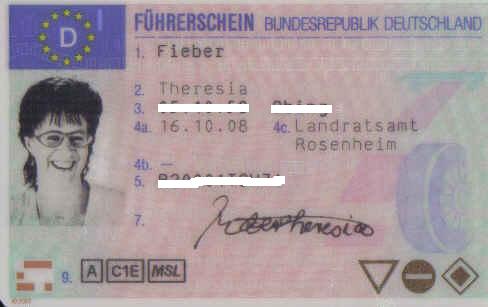 D
FÜHRERSCHEIN BUNDESREPUBLIK DEUTSCHLAND
1. Fieber
2. Theresia
3.
4a. 16.10.08 4c. Landratsamt
Rosenheim
4b. —
5.
7.
9. A C1E MSL